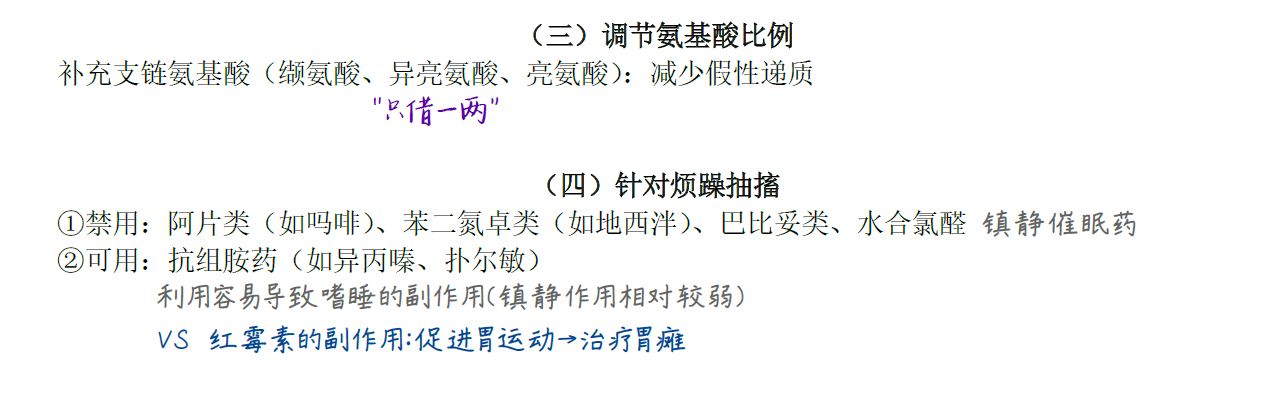 （三）调节氨基酸比例
补充支链氨基酸（缬氨酸、异亮氨酸、亮氨酸）：减少假性递质
"只借一两"
（四）针对烦躁抽搐
①禁用：阿片类（如吗啡）、苯二氮卓类（如地西泮）、巴比妥类、水合氯醛 镇静催眠药
②可用：抗组胺药（如异丙嗪、扑尔敏）
利用容易导致嗜睡的副作用(镇静作用相对较弱)
VS 红霉素的副作用:促进胃运动→治疗胃瘫